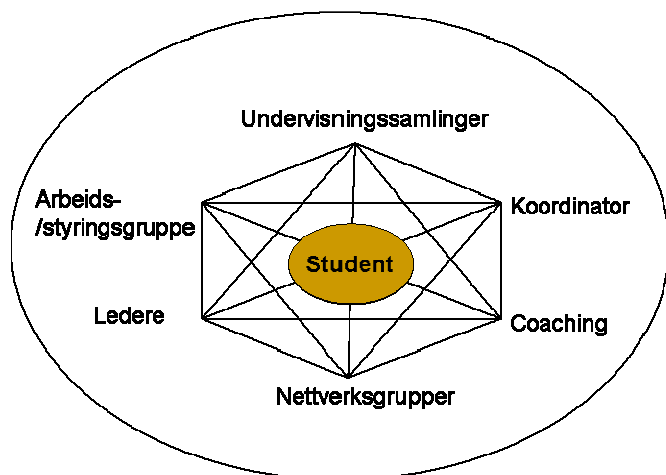 Undervisningssamlinger
Arbeids-
/styringsgruppe
Koordinator
Student
Ledere
Coaching
Nettverksgrupper